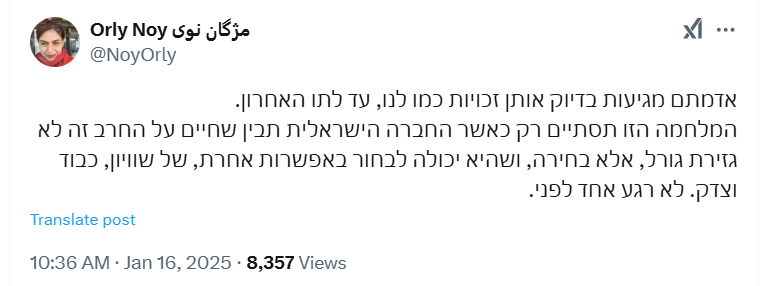 Orly Noy مژگان نوی
@NoyOrly
אדמתם מגיעות בדיוק אותן זכויות כמו לנו, עד לתו האחרון.
המלחמה הזו תסתיים רק כאשר החברה הישראלית תבין שחיים על החרב זה לא
גזירת גורל, אלא בחירה, ושהיא יכולה לבחור באפשרות אחרת, של שוויון, כבוד
וצדק. לא רגע אחד לפני.
Translate post
10:36 AM · Jan 16, 2025 · 8,357 Views